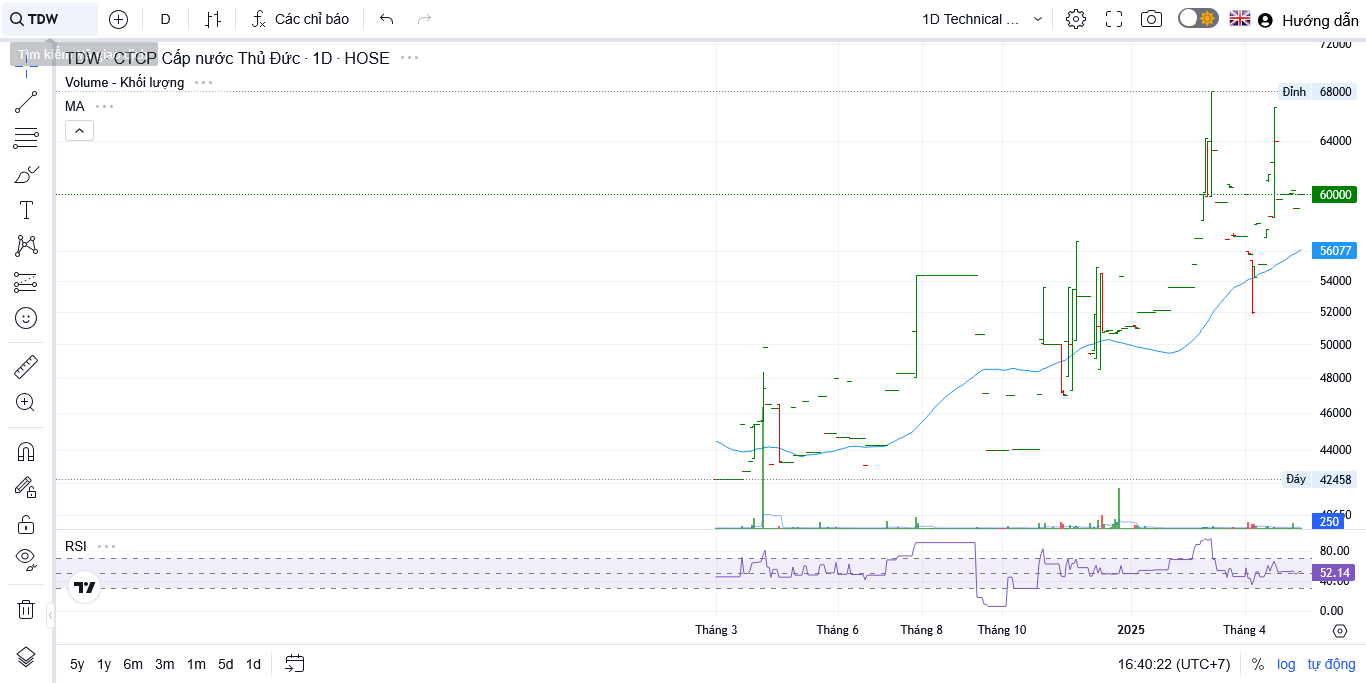 TDW D Các chỉ báo 1D Technical ... Hướng dẫn
TDW · CTCP Cấp nước Thủ Đức · 1D · HOSE
Volume - Khối lượng
MA
72000
Đỉnh 68000
64000
60000
56077
54000
52000
50000
48000
46000
44000
Đáy 42458
250
RSI
80.00
52.14
40.00
0.00
Tháng 3 Tháng 6 Tháng 8 Tháng 10 2025 Tháng 4
5y 1y 6m 3m 1m 5d 1d 16:40:22 (UTC+7) % log tự động